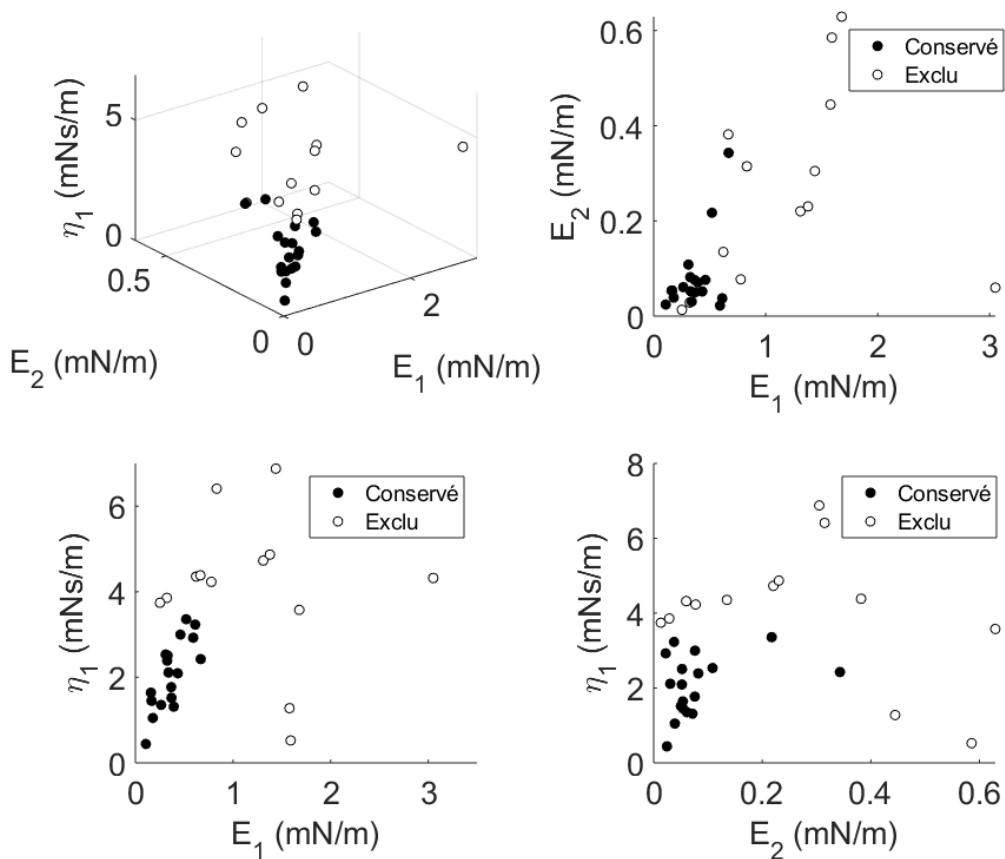 η1 (mNs/m)
5
0
0.5
0
0
2
E2 (mN/m)
E1 (mN/m)
E2 (mN/m)
0.6
0.4
0.2
0
0
1
2
3
E1 (mN/m)
Conservé
Exclu
η1 (mNs/m)
6
4
2
0
0
1
2
3
E1 (mN/m)
Conservé
Exclu
η1 (mNs/m)
8
6
4
2
0
0
0.2
0.4
0.6
E2 (mN/m)
Conservé
Exclu